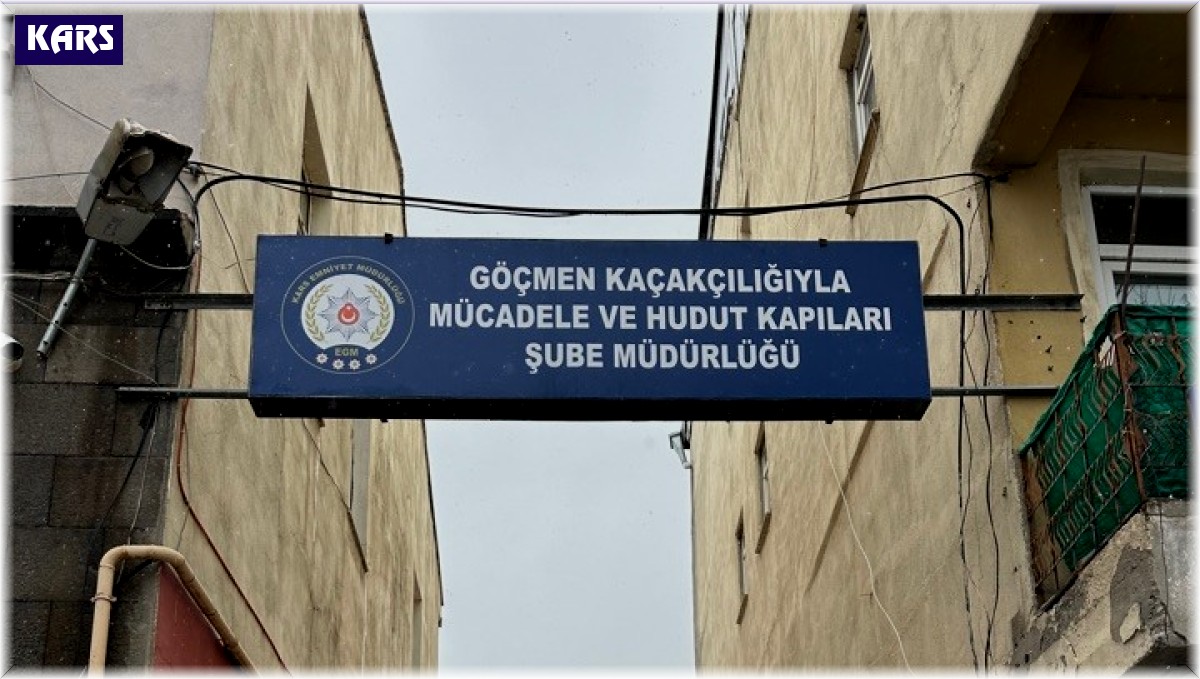 KARS
KARS EMNİYET MÜDÜRLÜĞÜ
EGM
GÖÇMEN KAÇAKÇILIĞIYLA
MÜCADELE VE HUDUT KAPILARI
ŞUBE MÜDÜRLÜĞÜ